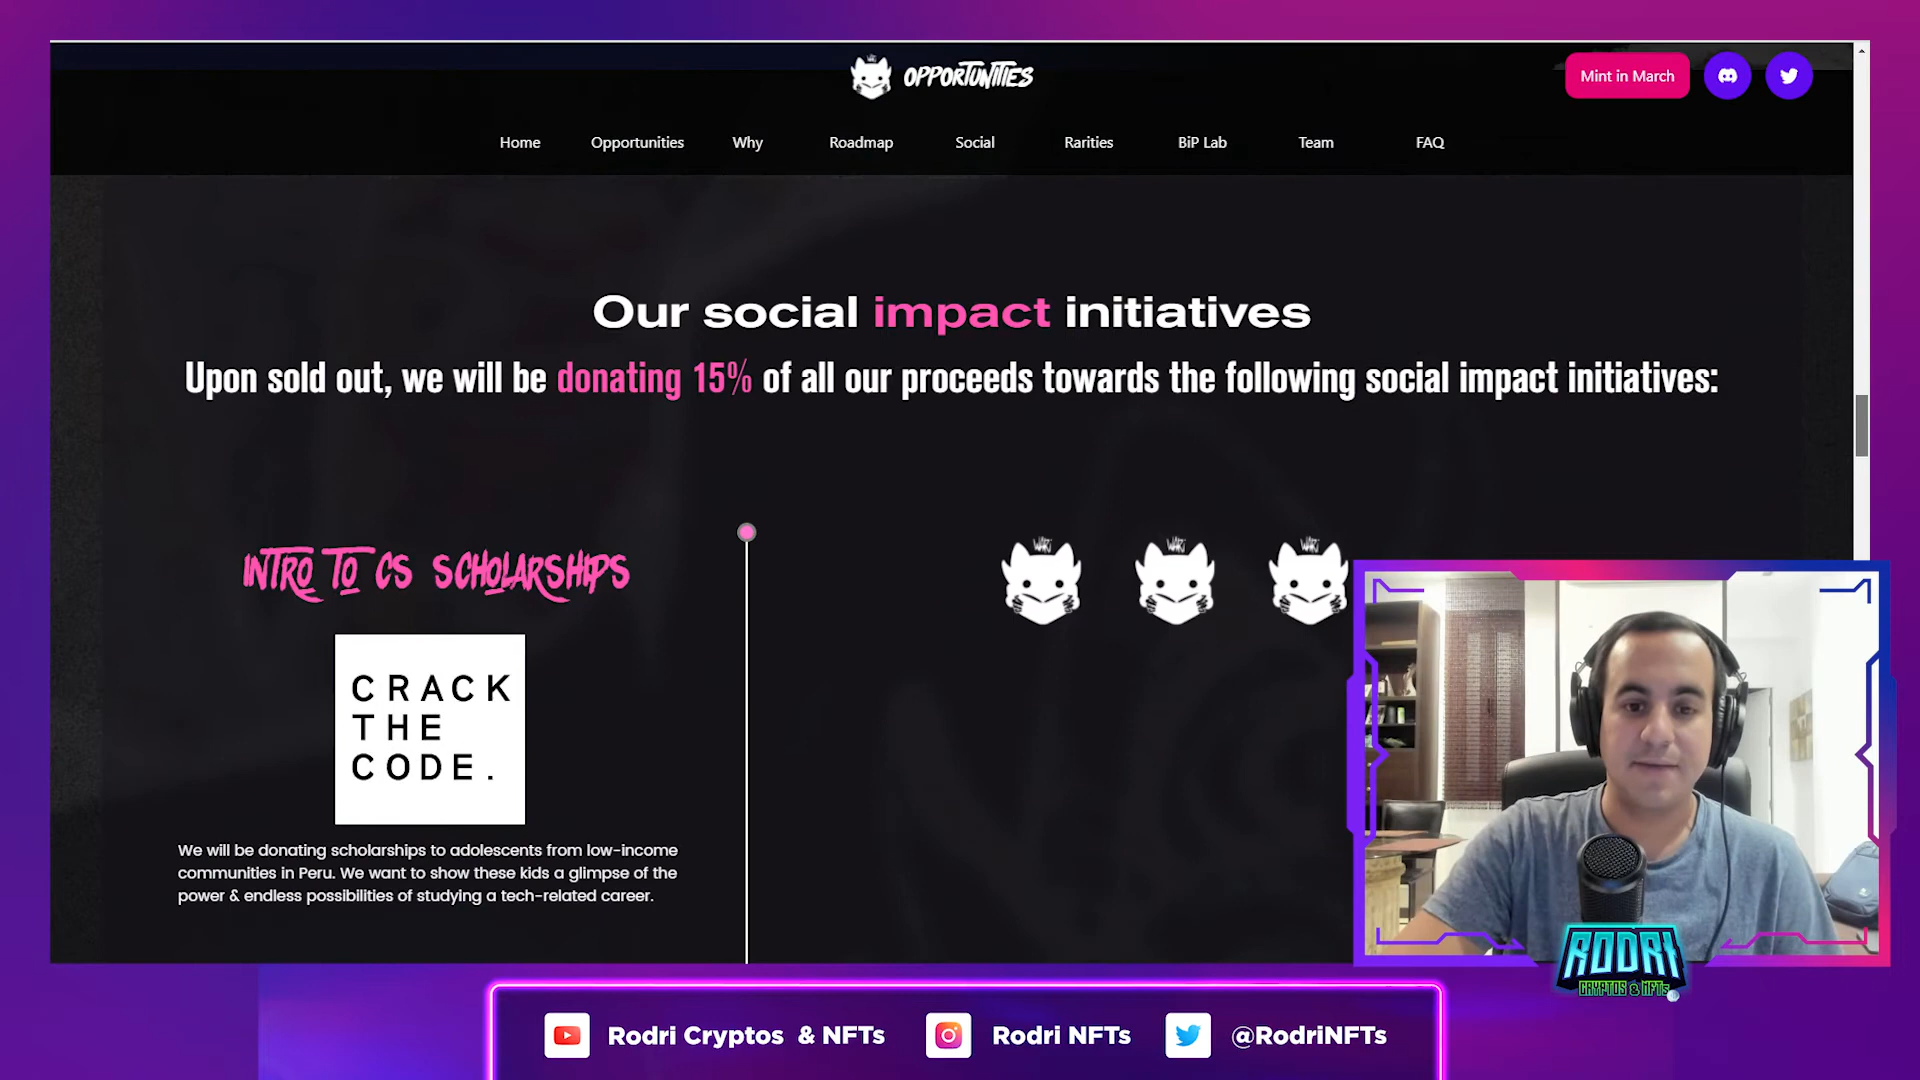 OPPORTUNITIES
Mint in March
Home Opportunities Why Roadmap Social Rarities BiP Lab Team FAQ
Our social impact initiatives
Upon sold out, we will be donating 15% of all our proceeds towards the following social impact initiatives:
INTRO TO CS SCHOLARSHIPS
WARI WARI WARI
CRACK
THE
CODE.
We will be donating scholarships to adolescents from low-income
communities in Peru. We want to show these kids a glimpse of the
power & endless possibilities of studying a tech-related career.
RODRI
CRYPTOS & NFTs
Rodri Cryptos & NFTs Rodri NFTs @RodriNFTs